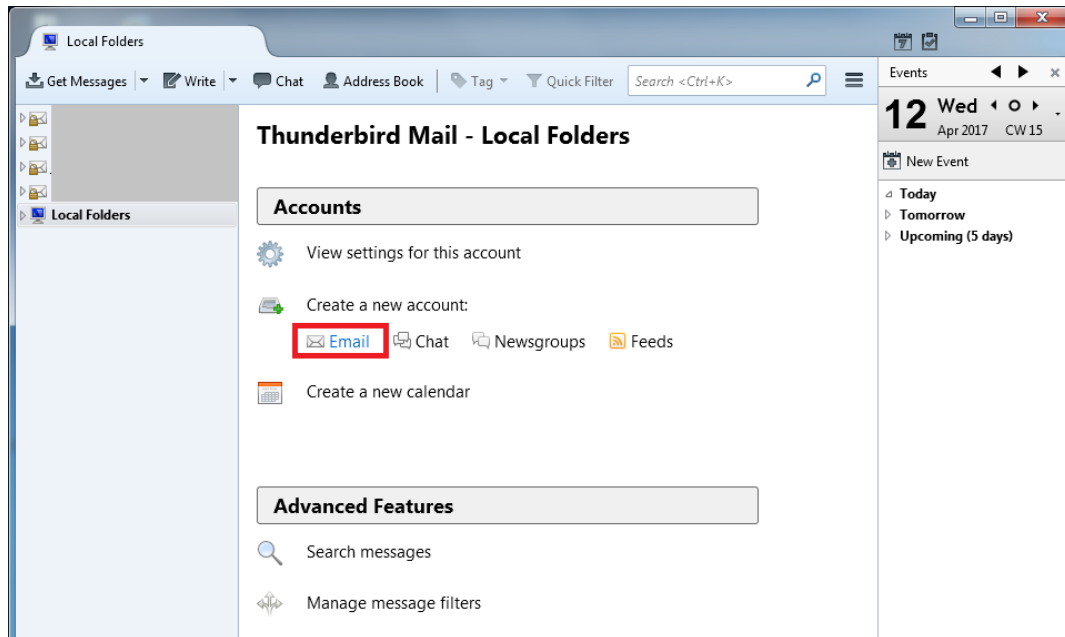 Local Folders
Get Messages Write Chat Address Book Tag Quick Filter Search <Ctrl+K>
Events
12 Wed
Apr 2017 CW 15
New Event
Today
Tomorrow
Upcoming (5 days)
Local Folders
Thunderbird Mail - Local Folders
Accounts
View settings for this account
Create a new account:
Email Chat Newsgroups Feeds
Create a new calendar
Advanced Features
Search messages
Manage message filters